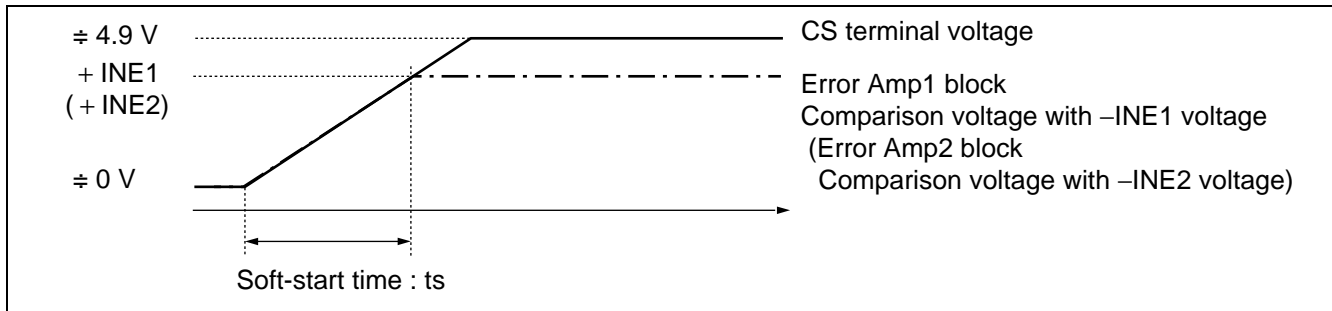 ≑ 4.9 V
CS terminal voltage
+ INE1
( + INE2)
Error Amp1 block
Comparison voltage with −INE1 voltage
(Error Amp2 block
Comparison voltage with −INE2 voltage)
≑ 0 V
Soft-start time : ts